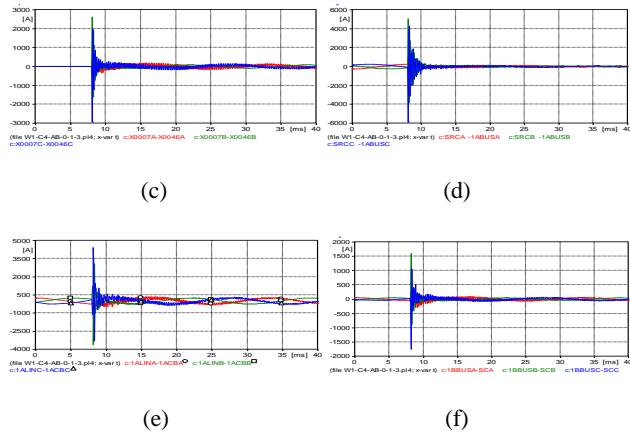 3000
[A]
2000
1000
0
-1000
-2000
-3000
0 5 10 15 20 25 30 35 [ms] 40
(file W1-C4-AB-0-1-3.pl4; x-var t) c:X0007A-X0046A c:X0007B-X0046B
c:X0007C-X0046C
6000
[A]
4000
2000
0
-2000
-4000
-6000
0 5 10 15 20 25 30 35 [ms] 40
(file W1-C4-AB-0-1-3.pl4; x-var t) c:SRCA -1ABUSA c:SRCB -1ABUSB
c:SRCC -1ABUSC
(c) (d)
5000
[A]
3500
2000
500
-1000
-2500
-4000
0 5 10 15 20 25 30 35 [ms] 40
(file W1-C4-AB-0-1-3.pl4; x-var t) c:1ALINA-1ACBA c:1ALINB-1ACBB
c:1ALINC-1ACBC
2000
[A]
1500
1000
500
0
-500
-1000
-1500
-2000
0 5 10 15 20 25 30 35 [ms] 40
(file W1-C4-AB-0-1-3.pl4; x-var t) c:1BBUSA-SCA c:1BBUSB-SCB c:1BBUSC-SCC
(e) (f)